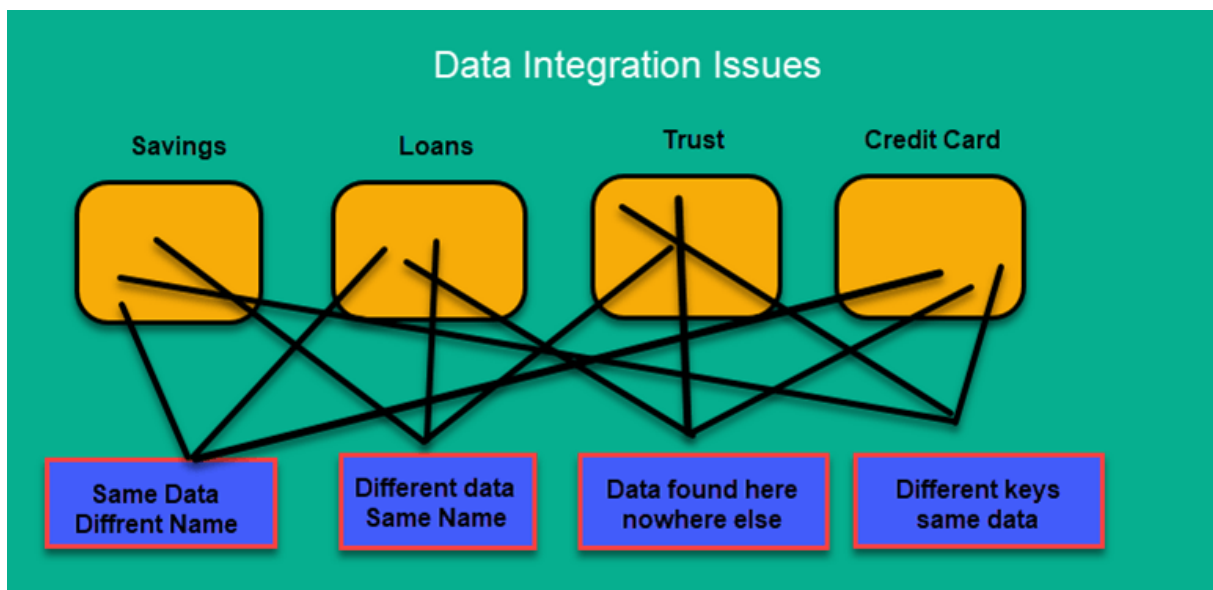 Data Integration Issues
Savings
Loans
Trust
Credit Card
Same Data
Diffrent Name
Different data
Same Name
Data found here
nowhere else
Different keys
same data